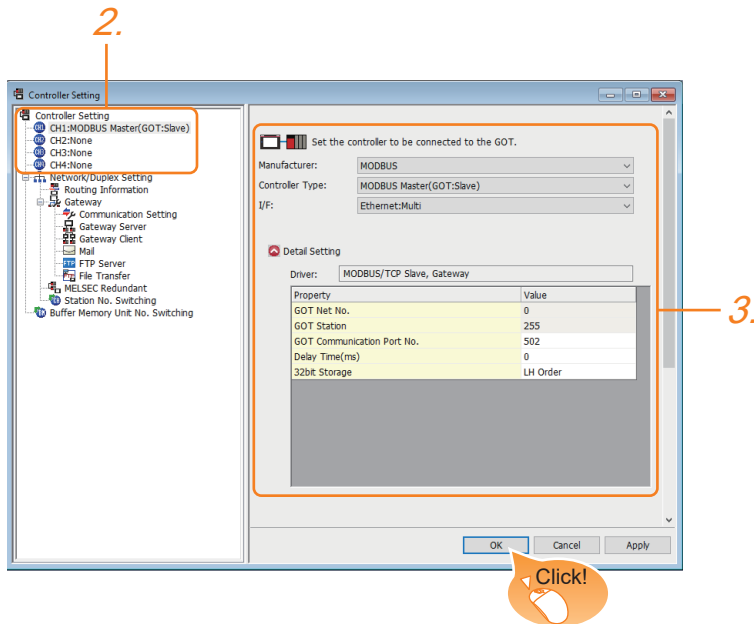 2.
Controller Setting
Controller Setting
CH1:MODBUS Master(GOT:Slave)
CH2:None
CH3:None
CH4:None
Network/Duplex Setting
Routing Information
Gateway
Communication Setting
Gateway Server
Gateway Client
Mail
FTP Server
File Transfer
MELSEC Redundant
Station No. Switching
Buffer Memory Unit No. Switching
Set the controller to be connected to the GOT.
Manufacturer: MODBUS
Controller Type: MODBUS Master(GOT:Slave)
I/F: Ethernet:Multi
Detail Setting
Driver: MODBUS/TCP Slave, Gateway
Property Value
GOT Net No. 0
GOT Station 255
GOT Communication Port No. 502
Delay Time(ms) 0
32bit Storage LH Order
3.
OK Cancel Apply
Click!